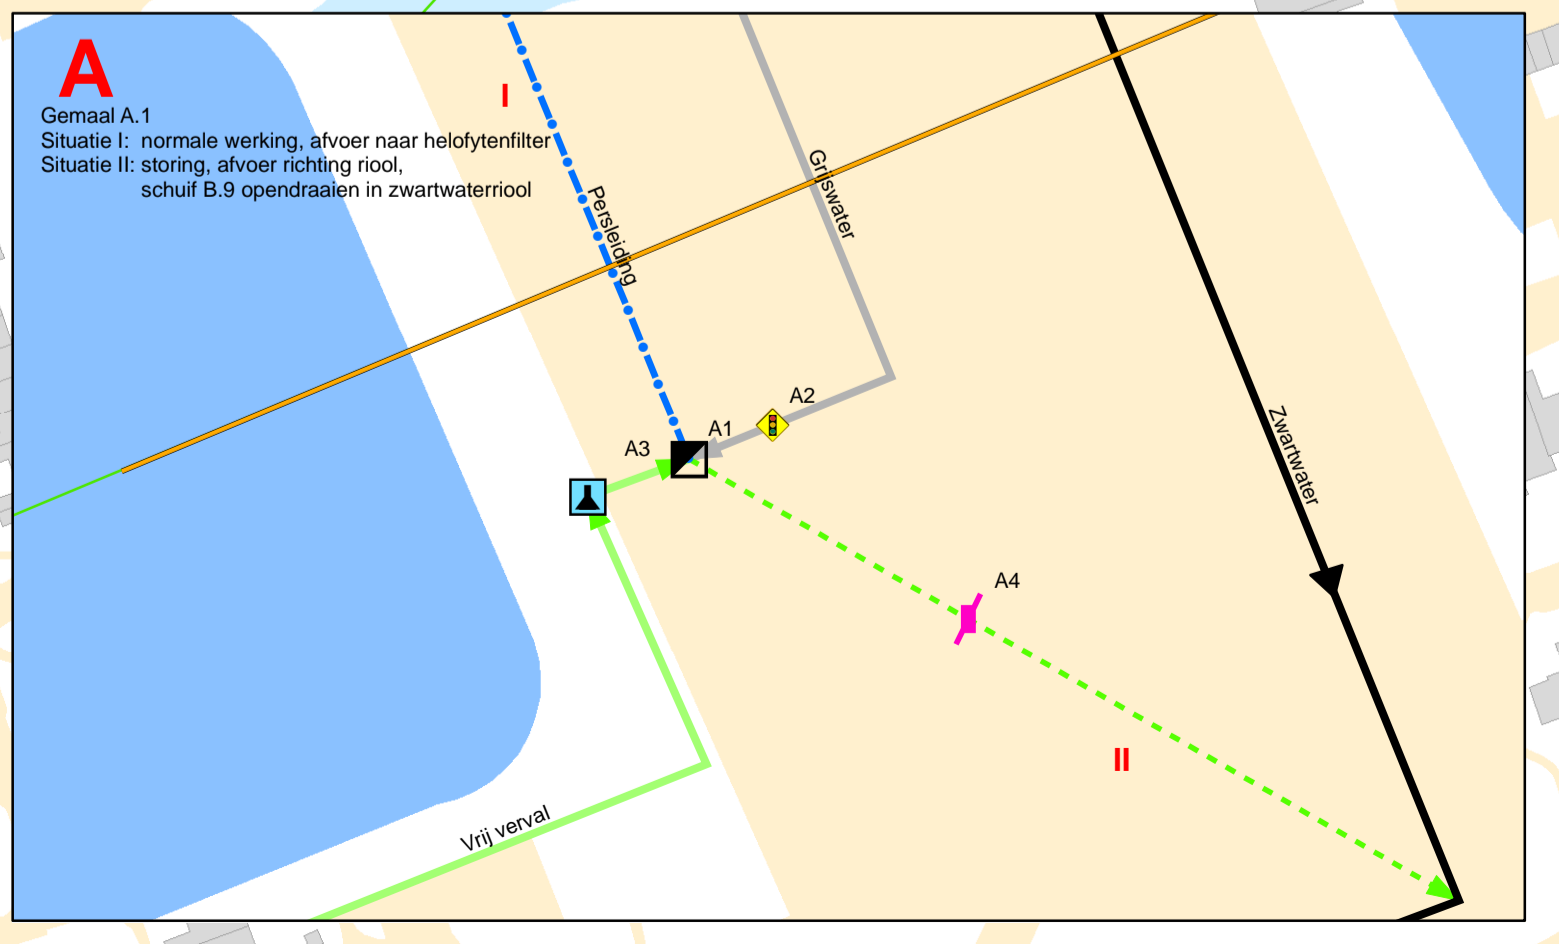 A
Gemaal A.1
Situatie I: normale werking, afvoer naar helofytenfilter
Situatie II: storing, afvoer richting riool,
schuif B.9 opendraaien in zwartwaterriool
I
Persleiding
Grijswater
A2
A1
A3
Zwartwater
A4
II
Vrij verval